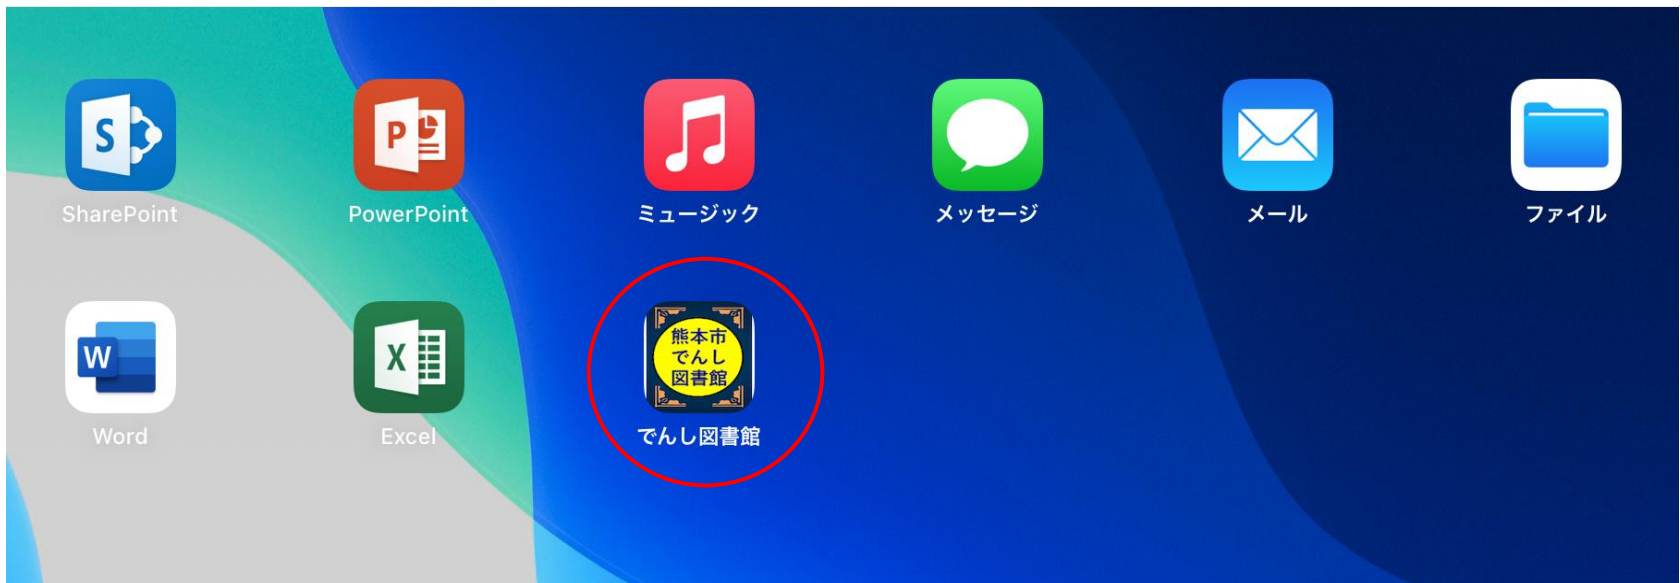 S
P
SharePoint
PowerPoint
ミュージック
メッセージ
メール
ファイル
W
X
熊本市
でんし
図書館
Word
Excel
でんし図書館